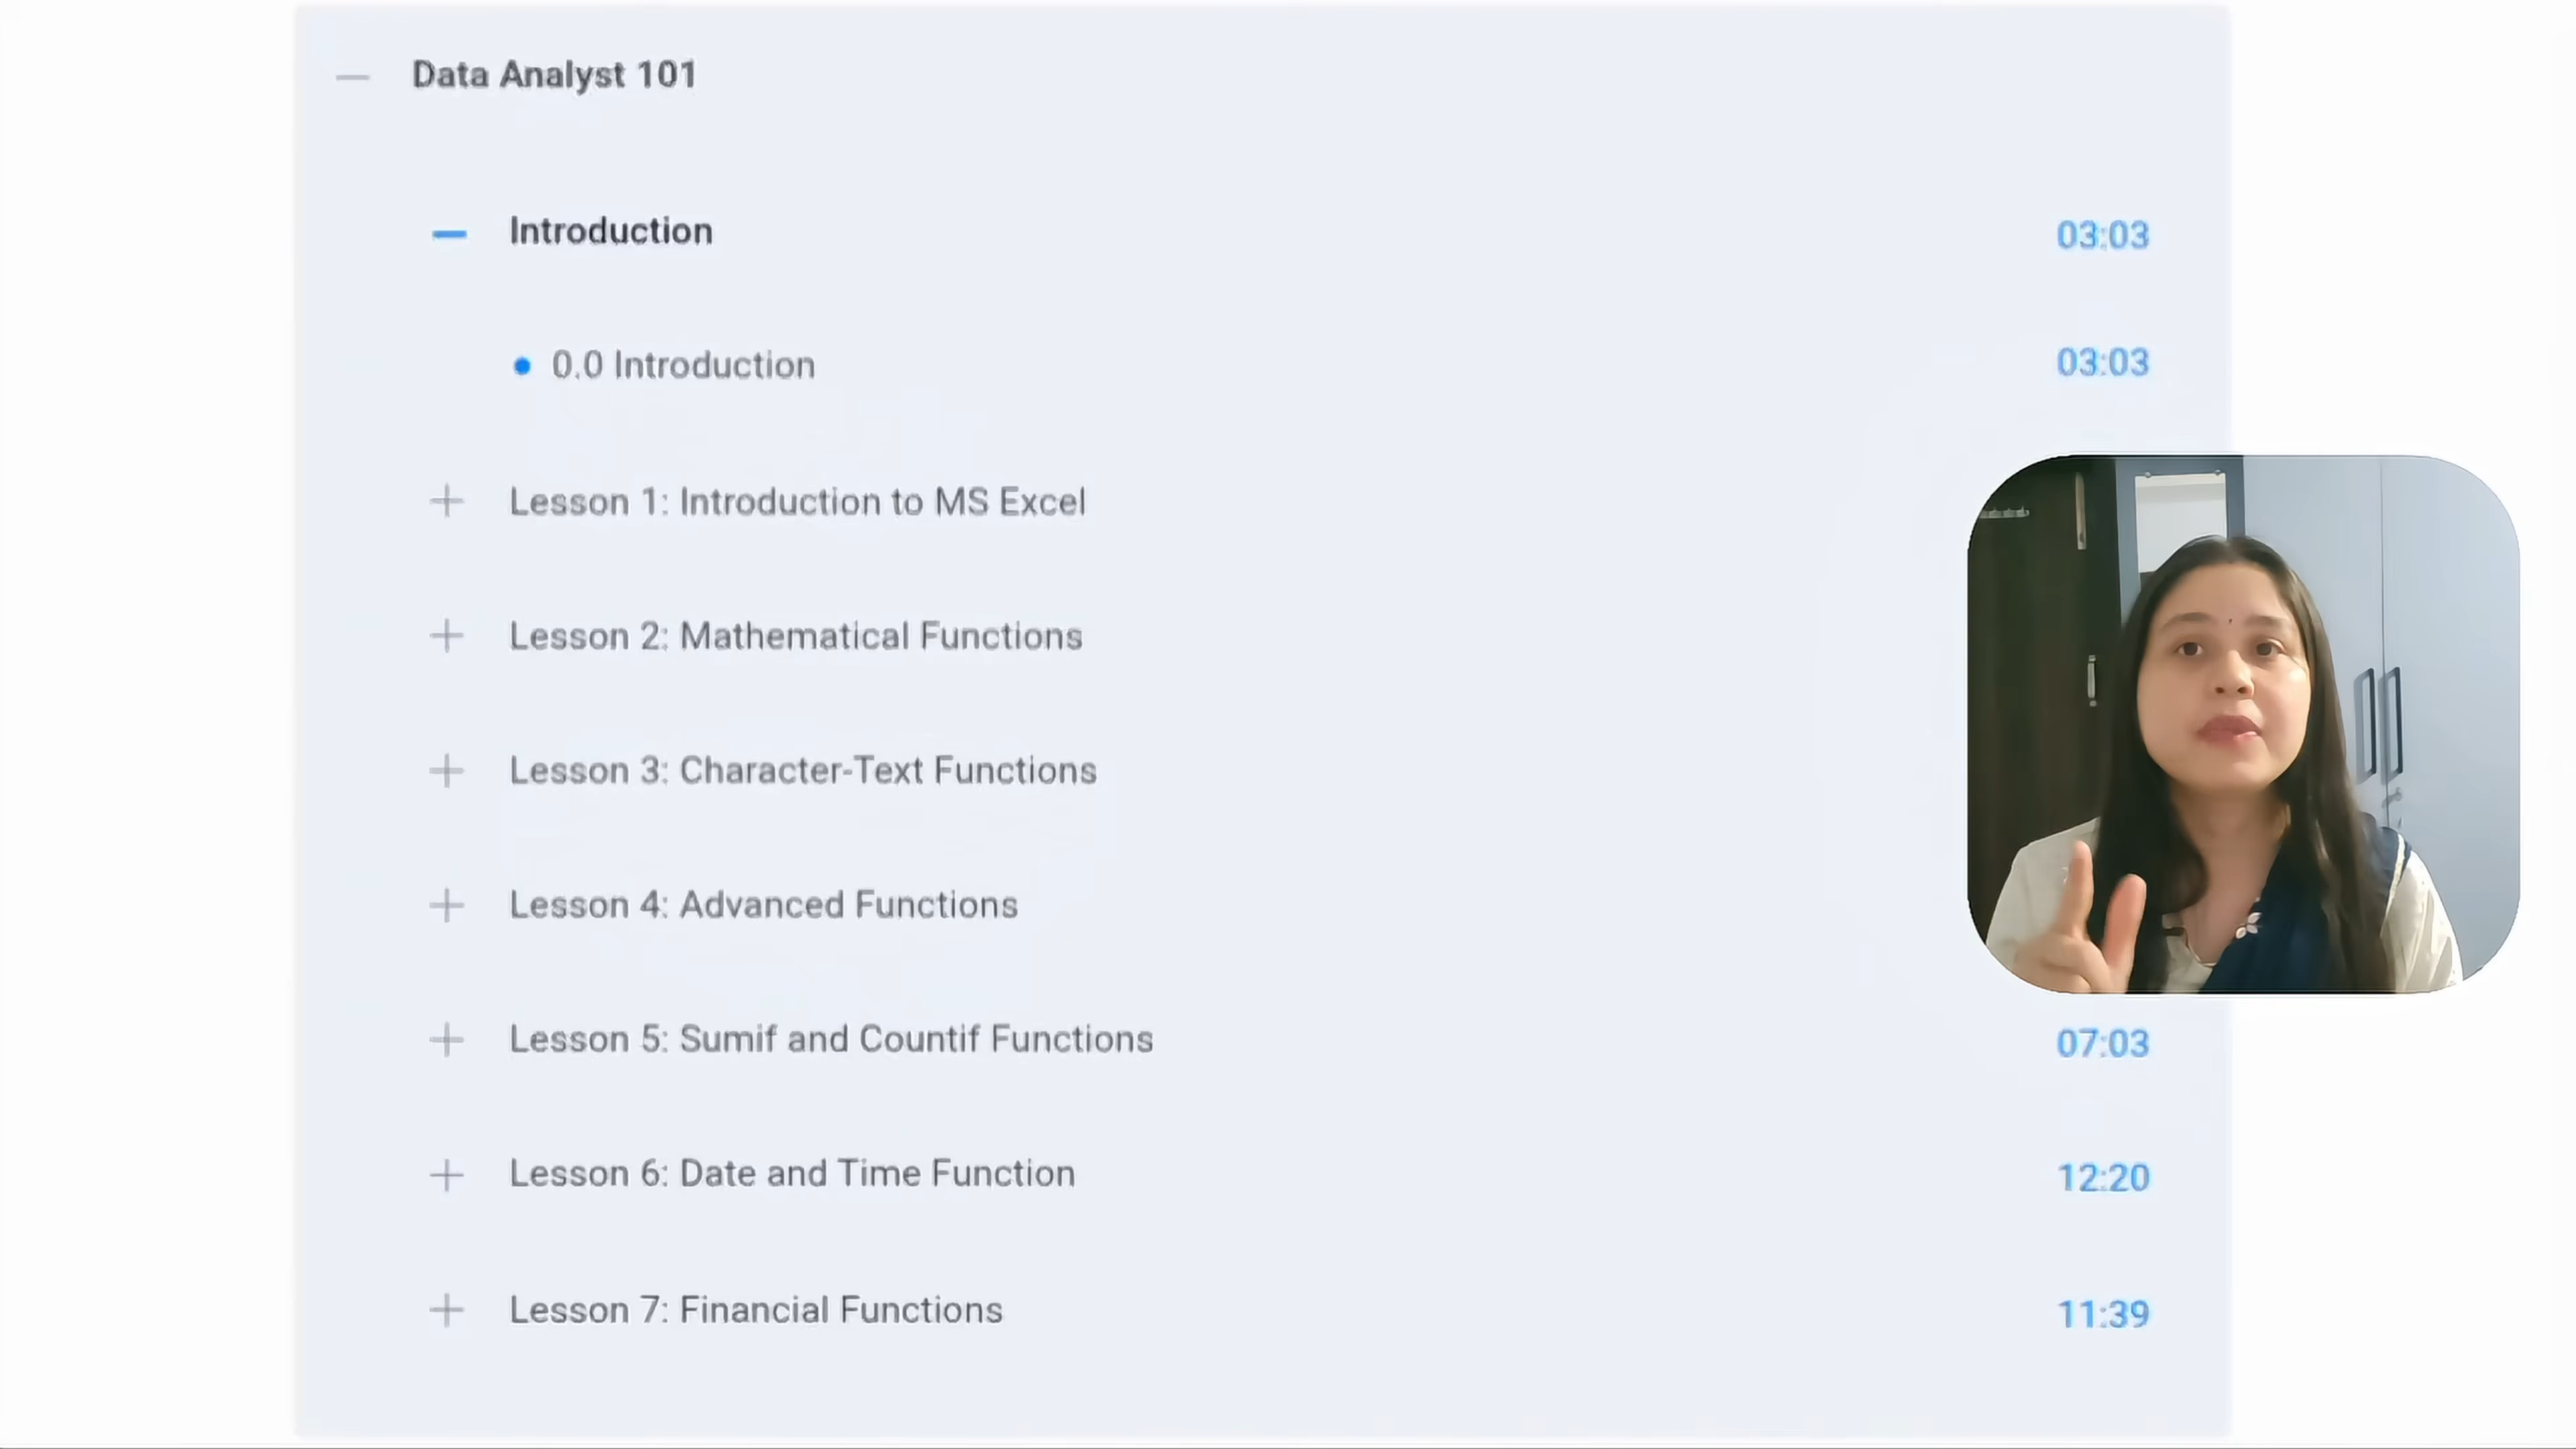 Data Analyst 101
Introduction 03:03
0.0 Introduction 03:03
Lesson 1: Introduction to MS Excel
Lesson 2: Mathematical Functions
Lesson 3: Character-Text Functions
Lesson 4: Advanced Functions
Lesson 5: Sumif and Countif Functions 07:03
Lesson 6: Date and Time Function 12:20
Lesson 7: Financial Functions 11:39